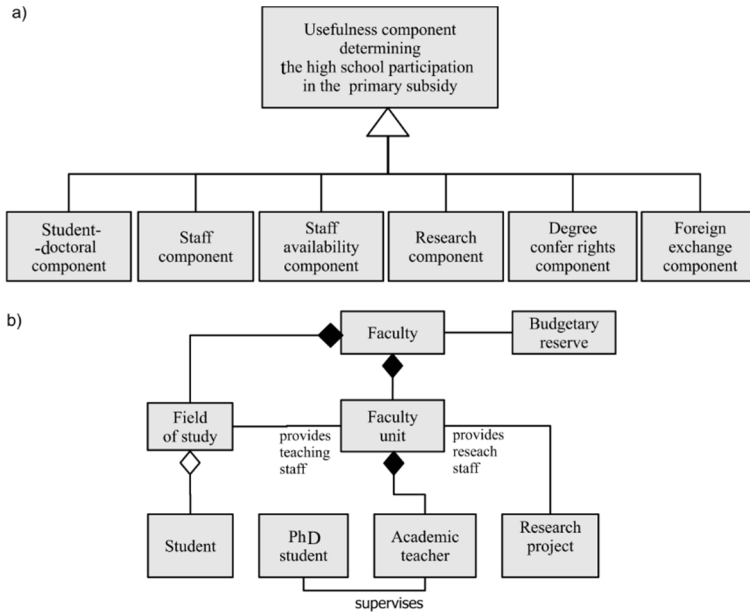 a)
Usefulness component
determining
the high school participation
in the primary subsidy
Student-
-doctoral
component
Staff
component
Staff
availability
component
Research
component
Degree
confer rights
component
Foreign
exchange
component
b)
Faculty
Budgetary
reserve
Field
of study
provides
teaching
staff
Faculty
unit
provides
reseach
staff
Student
PhD
student
Academic
teacher
Research
project
supervises